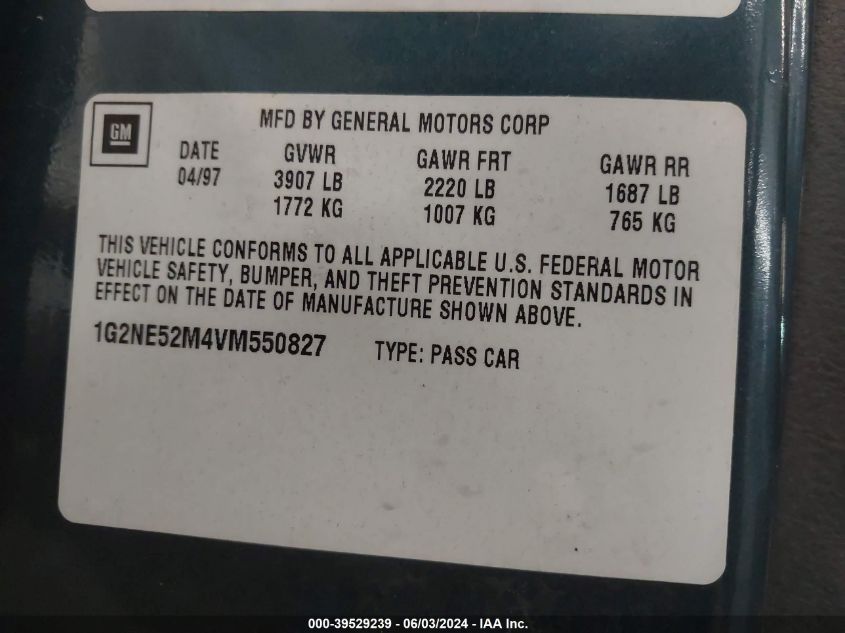 GM
MFD BY GENERAL MOTORS CORP
DATE GVWR GAWR FRT GAWR RR
04/97 3907 LB 2220 LB 1687 LB
1772 KG 1007 KG 765 KG
THIS VEHICLE CONFORMS TO ALL APPLICABLE U.S. FEDERAL MOTOR
VEHICLE SAFETY, BUMPER, AND THEFT PREVENTION STANDARDS IN
EFFECT ON THE DATE OF MANUFACTURE SHOWN ABOVE.
1G2NE52M4VM550827 TYPE: PASS CAR
000-39529239 - 06/03/2024 - IAAI.COM